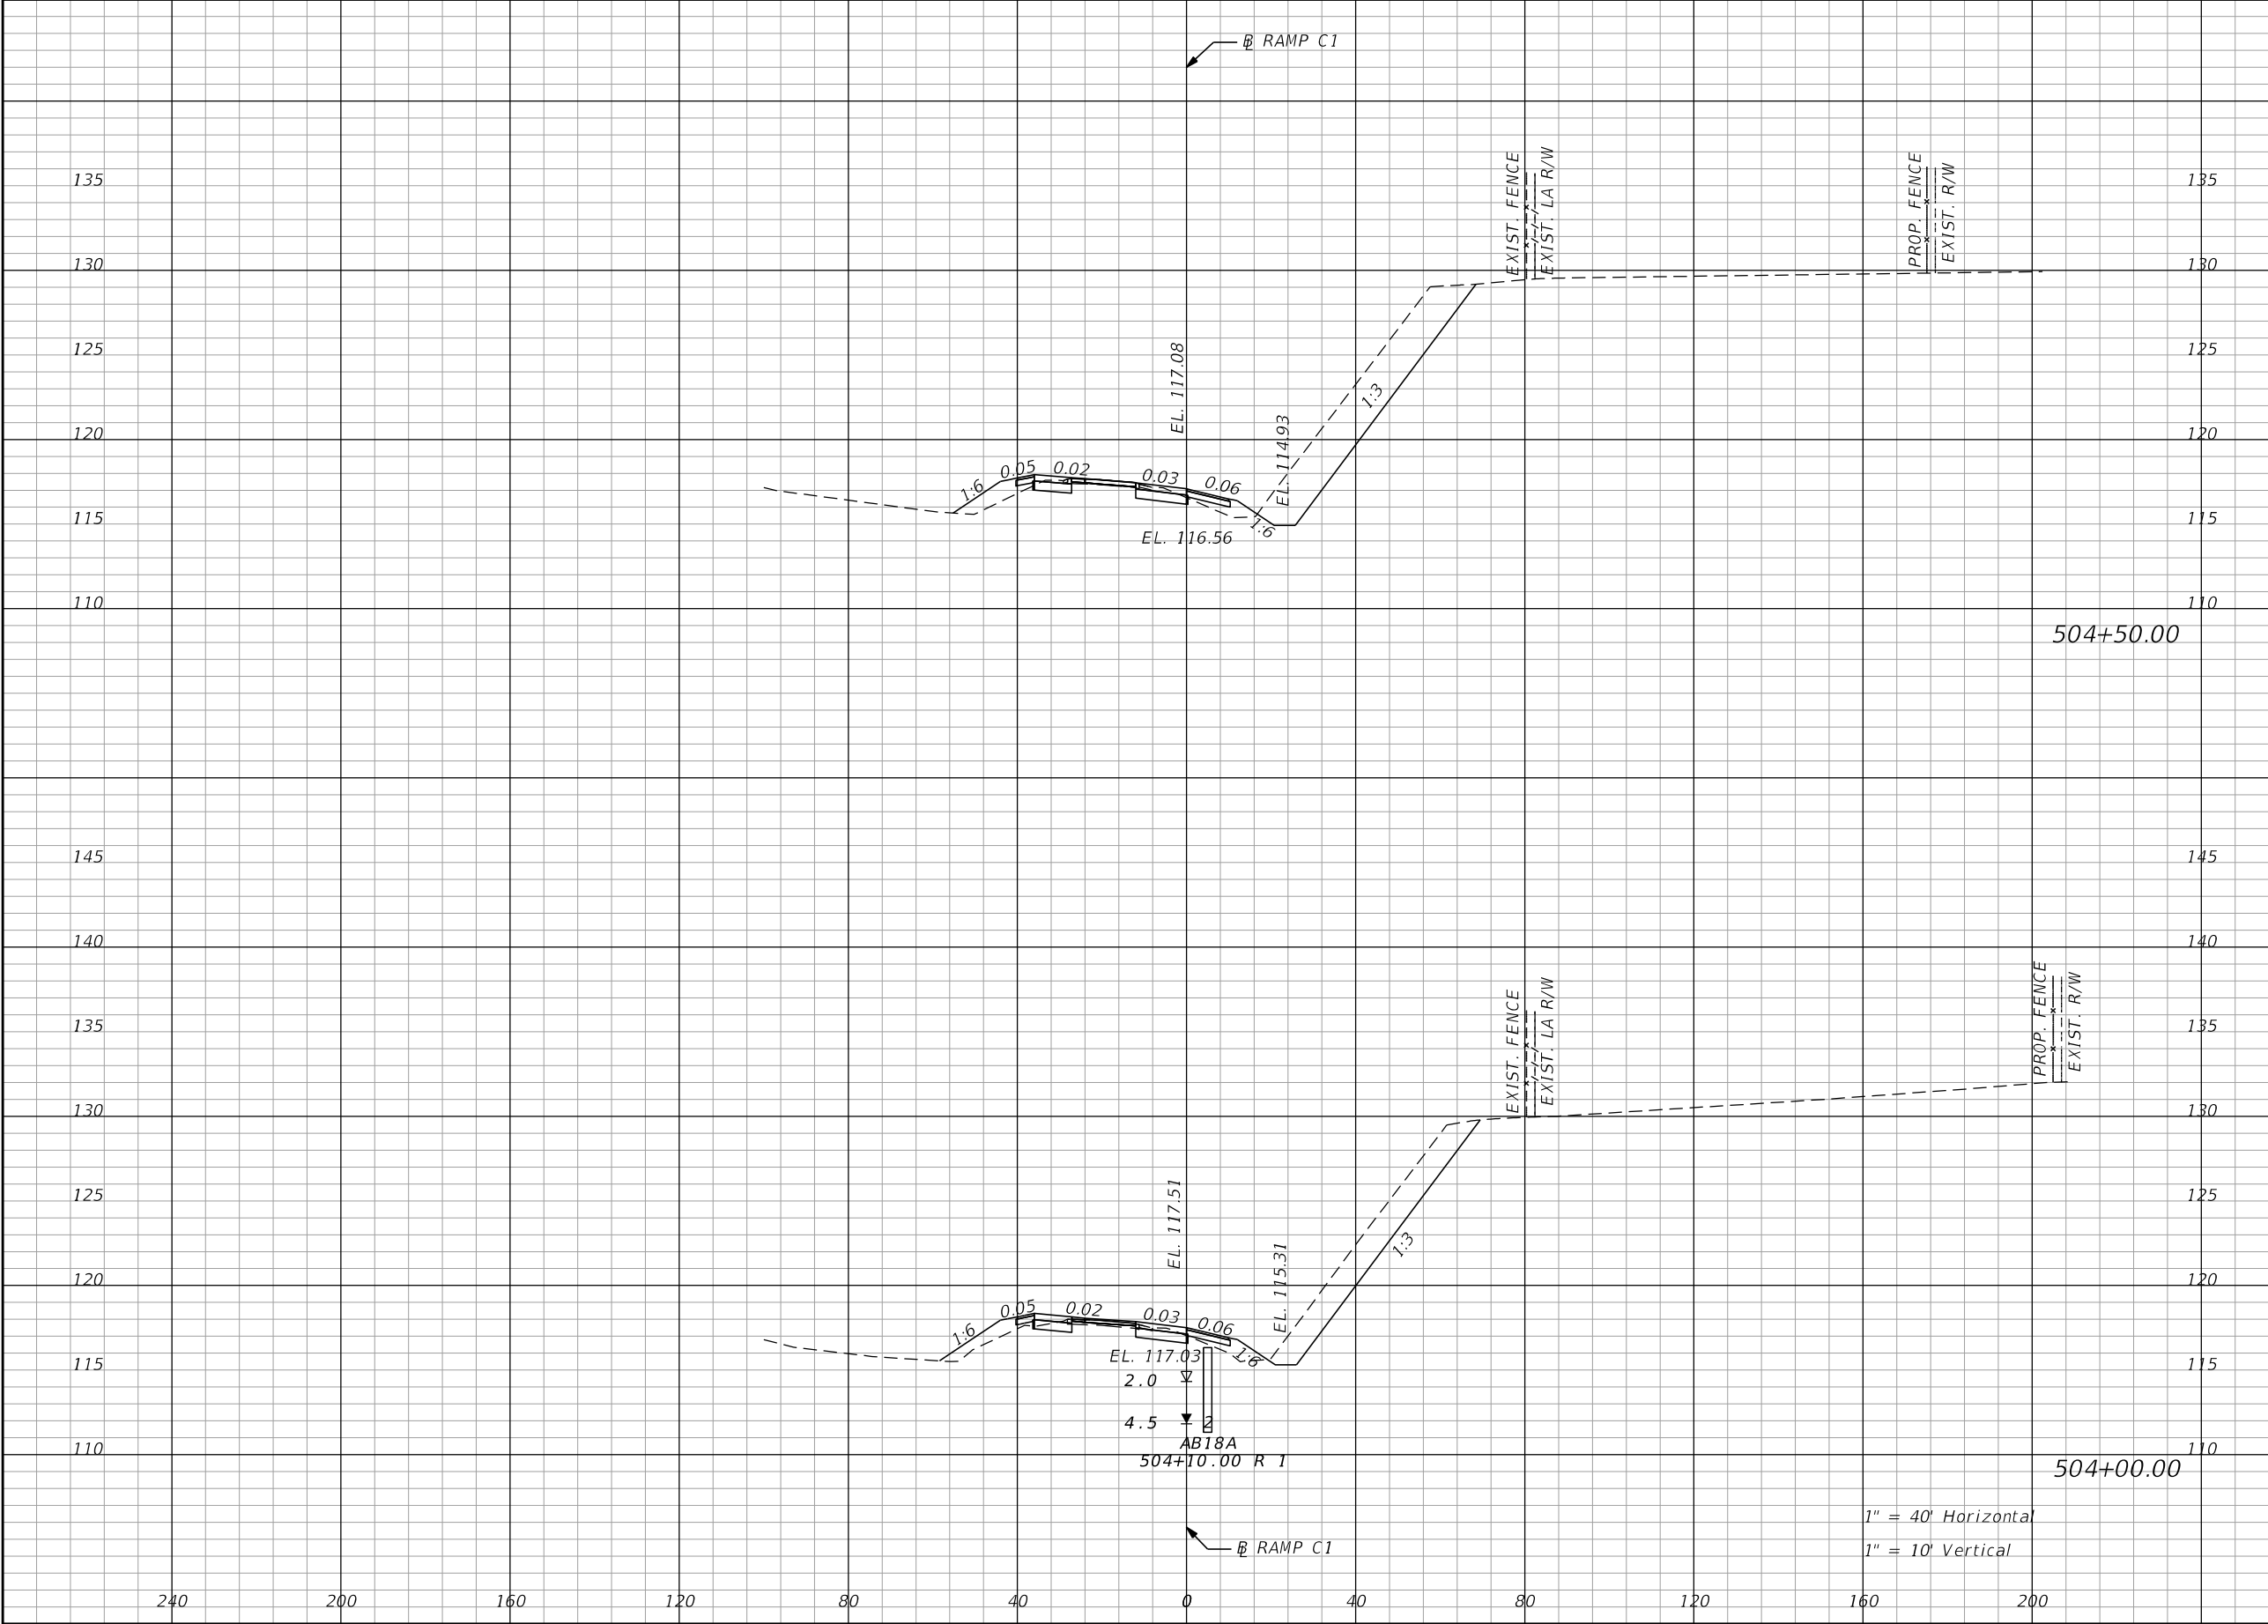 BL RAMP C1
EXIST. FENCE
EXIST. LA R/W
PROP. FENCE
EXIST. R/W
135 135
130 130
125 125
EL. 117.08
120 120
EL. 114.93
1:3
1:6
0.05
0.02
0.03
0.06
1:6
115 115
EL. 116.56
110 110
504+50.00
145 145
140 140
EXIST. FENCE
EXIST. LA R/W
PROP. FENCE
EXIST. R/W
135 135
130 130
125 125
EL. 117.51
EL. 115.31
1:3
120 120
1:6
0.05
0.02
0.03
0.06
1:6
115 115
EL. 117.03
2.0
4.5
2
AB18A
110 110
504+10.00 R 1
504+00.00
1" = 40' Horizontal
1" = 10' Vertical
BL RAMP C1
240 200 160 120 80 40 0 40 80 120 160 200